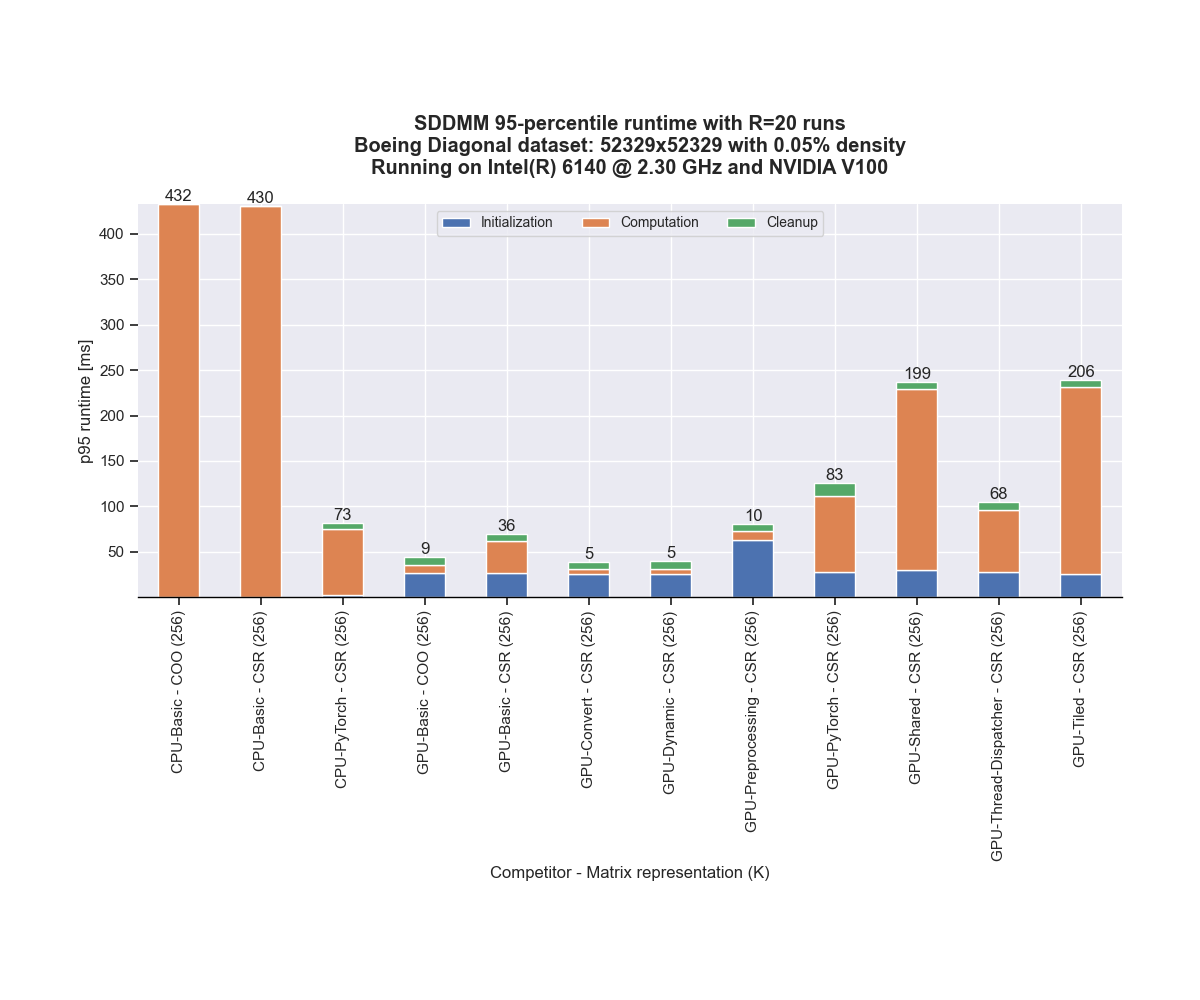 SDDMM 95-percentile runtime with R=20 runs
Boeing Diagonal dataset: 52329x52329 with 0.05% density
Running on Intel(R) 6140 @ 2.30 GHz and NVIDIA V100
Initialization
Computation
Cleanup
p95 runtime [ms]
400
350
300
250
200
150
100
50
432
430
73
9
36
5
5
10
83
199
68
206
CPU-Basic - COO (256)
CPU-Basic - CSR (256)
CPU-PyTorch - CSR (256)
GPU-Basic - COO (256)
GPU-Basic - CSR (256)
GPU-Convert - CSR (256)
GPU-Dynamic - CSR (256)
GPU-Preprocessing - CSR (256)
GPU-PyTorch - CSR (256)
GPU-Shared - CSR (256)
GPU-Thread-Dispatcher - CSR (256)
GPU-Tiled - CSR (256)
Competitor - Matrix representation (K)